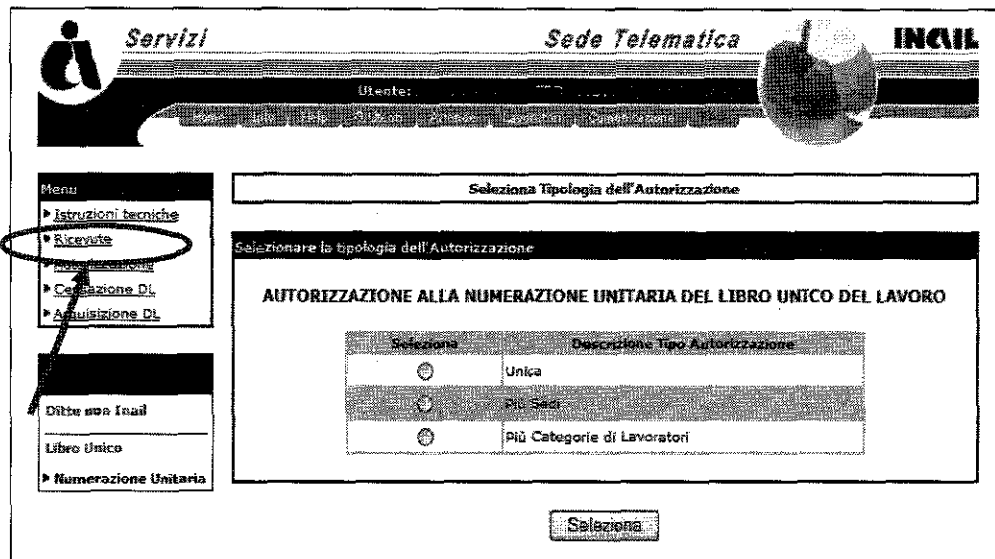 Servizi
Sede Telematica
INAIL
Utente:
Menu
Istruzioni tecniche
Ricevute
Autorizzazione
Cessazione DL
Acquisizione DL
Ditte non Inail
Libro Unico
Numerazione Unitaria
Seleziona Tipologia dell'Autorizzazione
Selezionare la tipologia dell'Autorizzazione
AUTORIZZAZIONE ALLA NUMERAZIONE UNITARIA DEL LIBRO UNICO DEL LAVORO
Seleziona Descrizione Tipo Autorizzazione
Unica
Più Sedi
Più Categorie di Lavoratori
Seleziona